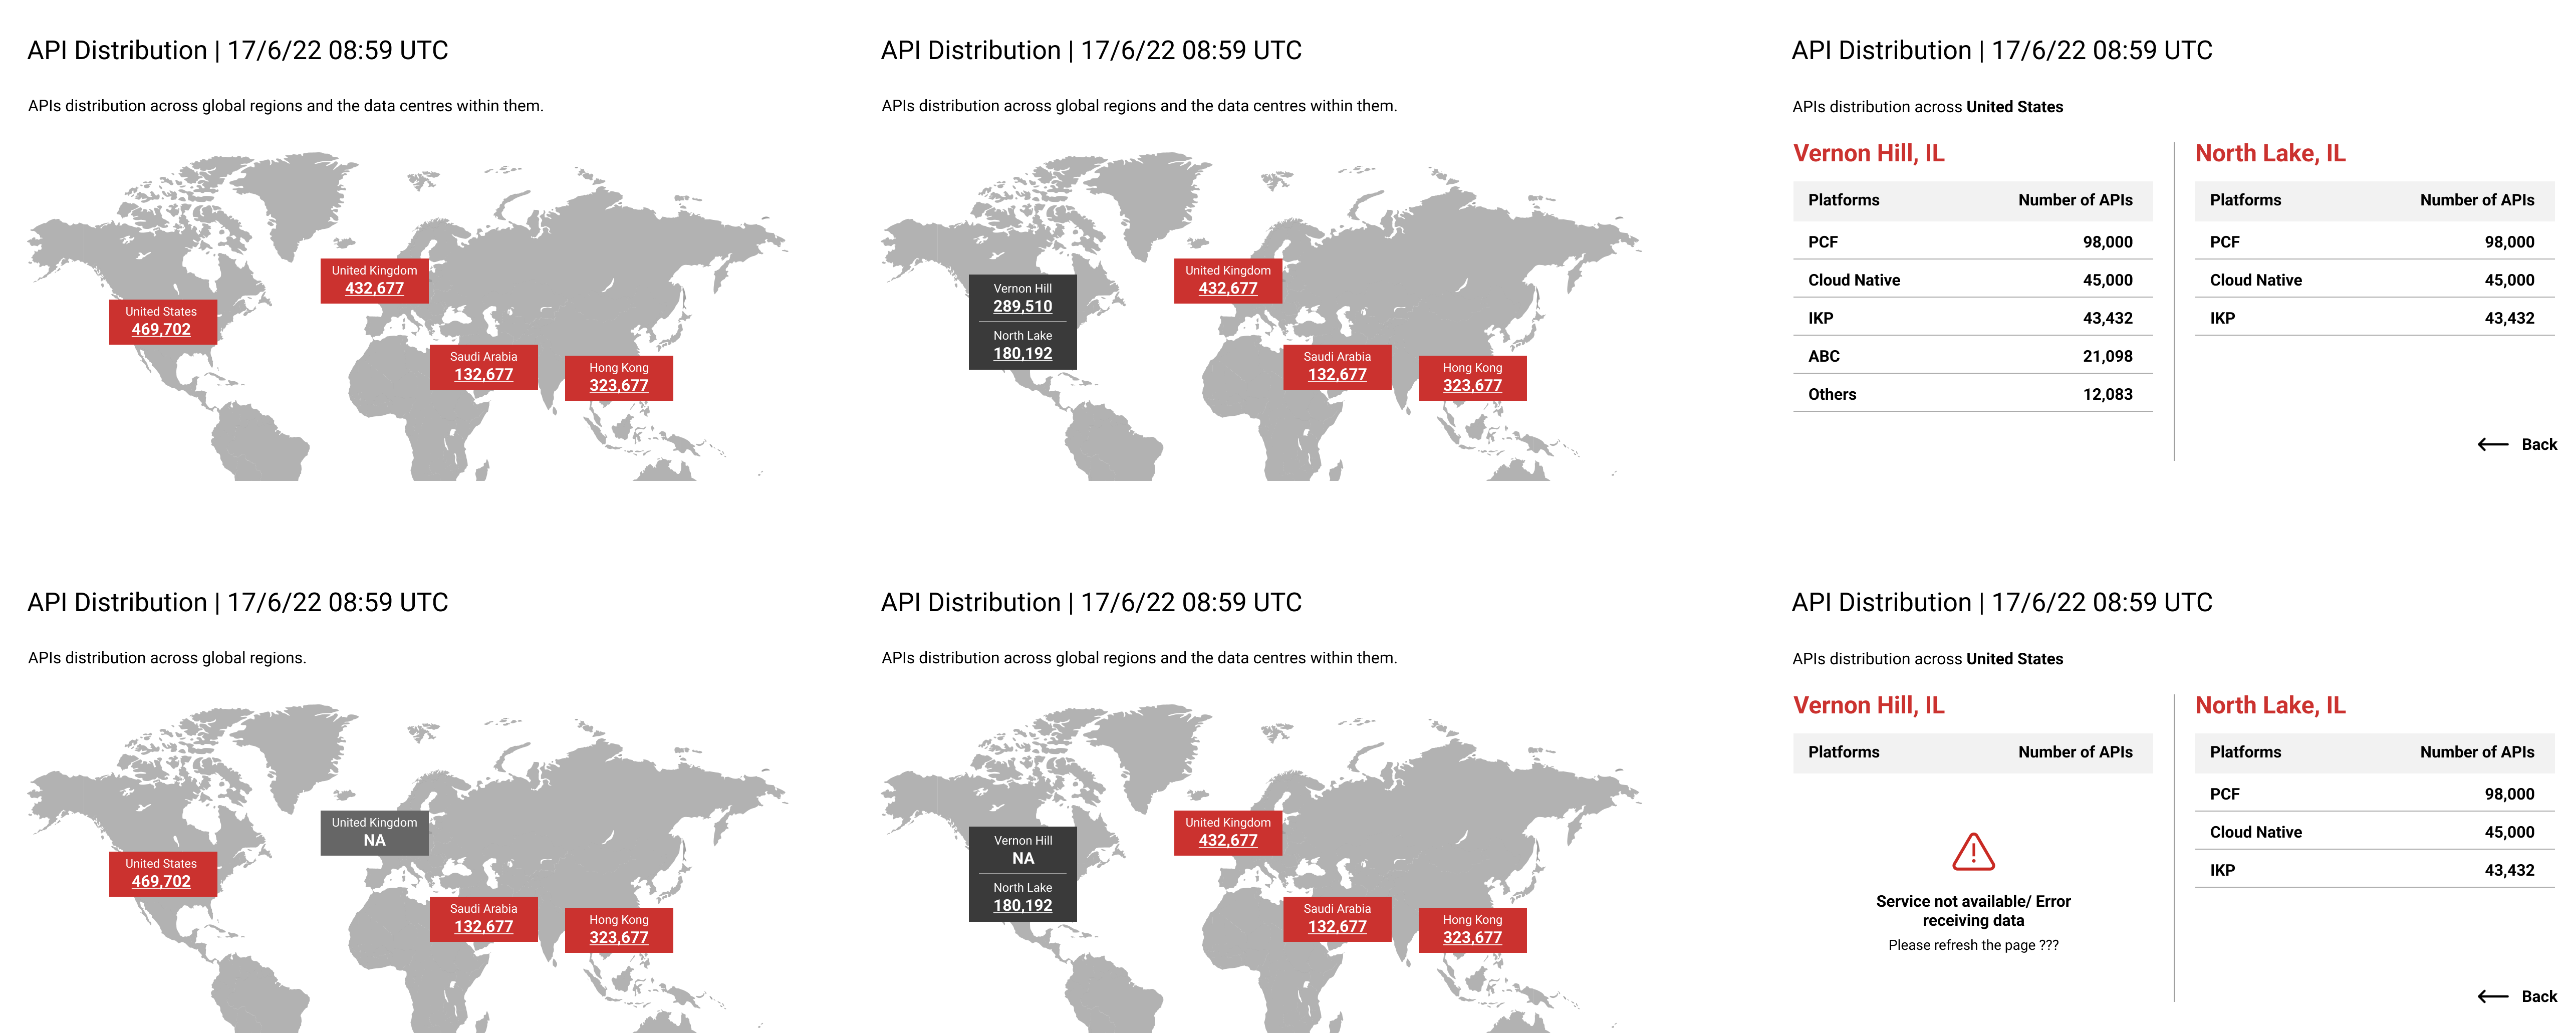 API Distribution | 17/6/22 08:59 UTC
APIs distribution across global regions and the data centres within them.
United Kingdom
432,677
United States
469,702
Saudi Arabia
132,677
Hong Kong
323,677
API Distribution | 17/6/22 08:59 UTC
APIs distribution across global regions and the data centres within them.
United Kingdom
432,677
Vernon Hill
289,510
North Lake
180,192
Saudi Arabia
132,677
Hong Kong
323,677
API Distribution | 17/6/22 08:59 UTC
APIs distribution across United States
Vernon Hill, IL
Platforms Number of APIs
PCF 98,000
Cloud Native 45,000
IKP 43,432
ABC 21,098
Others 12,083
North Lake, IL
Platforms Number of APIs
PCF 98,000
Cloud Native 45,000
IKP 43,432
Back
API Distribution | 17/6/22 08:59 UTC
APIs distribution across global regions.
United Kingdom
NA
United States
469,702
Saudi Arabia
132,677
Hong Kong
323,677
API Distribution | 17/6/22 08:59 UTC
APIs distribution across global regions and the data centres within them.
United Kingdom
432,677
Vernon Hill
NA
North Lake
180,192
Saudi Arabia
132,677
Hong Kong
323,677
API Distribution | 17/6/22 08:59 UTC
APIs distribution across United States
Vernon Hill, IL
Platforms Number of APIs
Service not available/ Error
receiving data
Please refresh the page ???
North Lake, IL
Platforms Number of APIs
PCF 98,000
Cloud Native 45,000
IKP 43,432
Back